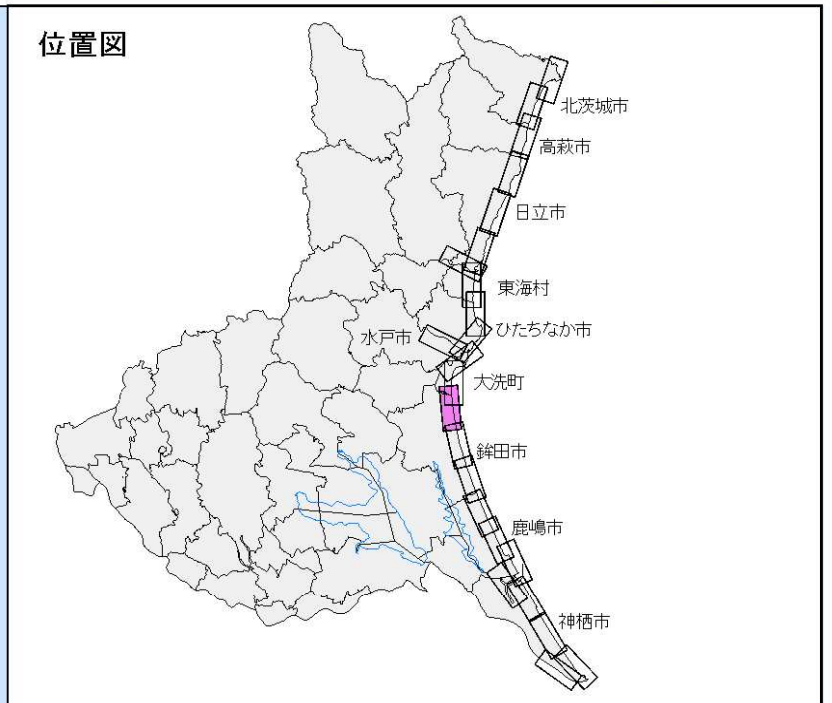 位置図
北茨城市
高萩市
日立市
東海村
ひたちなか市
水戸市
大洗町
鉾田市
鹿嶋市
神栖市